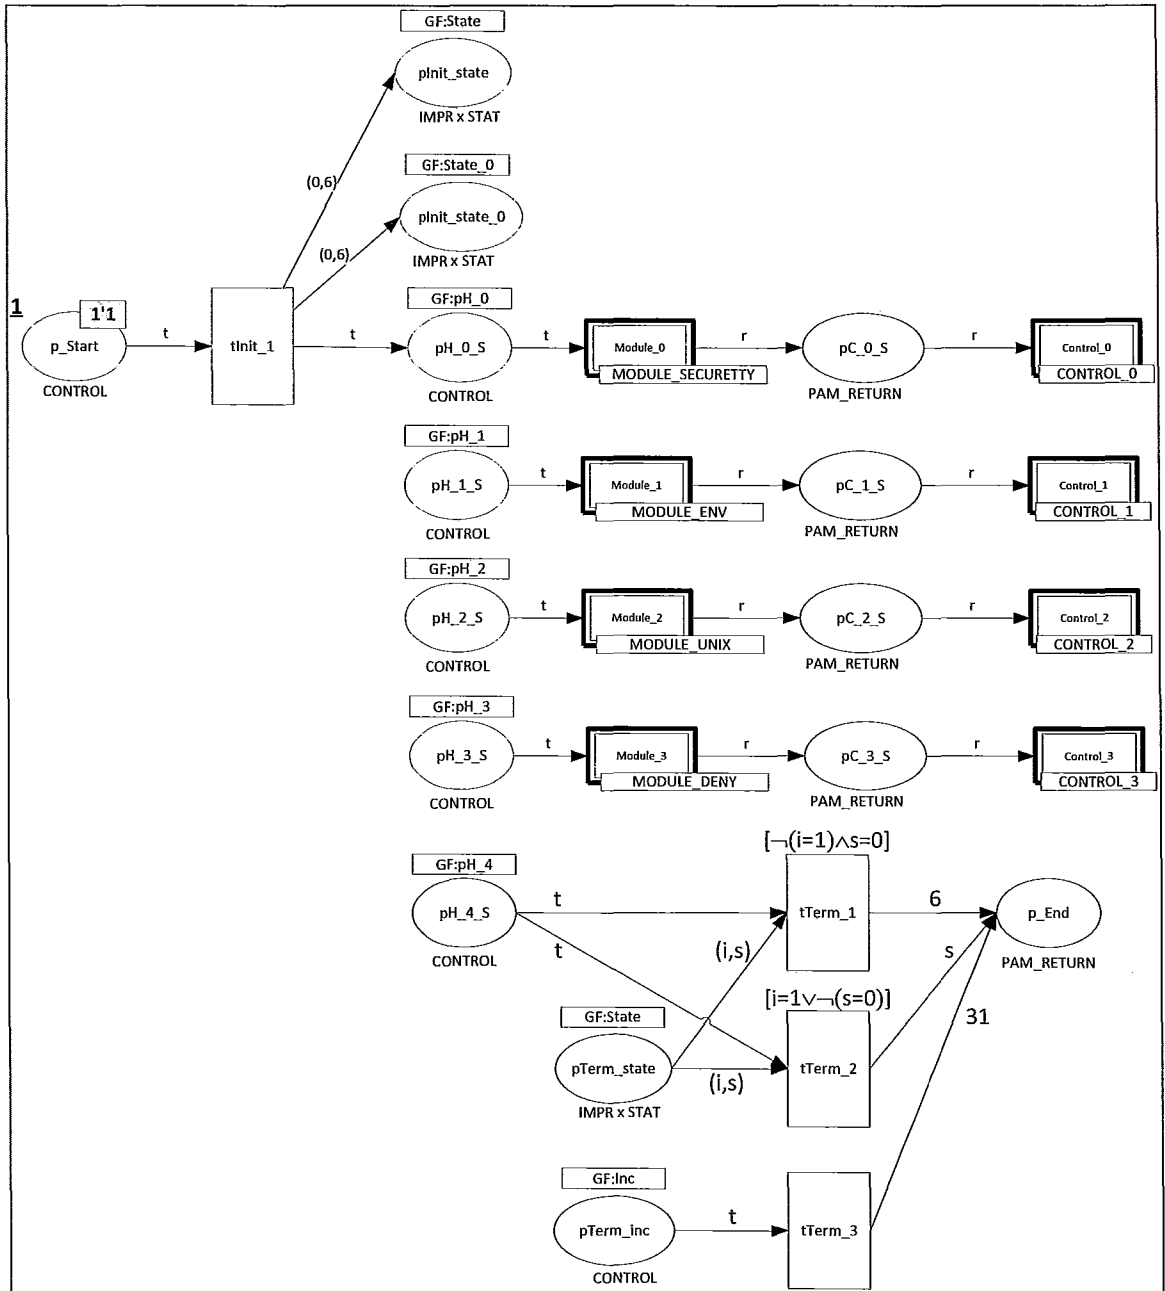 GF:State
pInit_state
IMPR x STAT
GF:State_0
(0,6)
pInit_state_0
(0,6)
IMPR x STAT
GF:pH_0
1
1'1
p_Start
t
tInit_1
t
pH_0_S
t
Module_0
r
pC_0_S
r
Control_0
MODULE_SECURETTY
CONTROL_0
CONTROL
CONTROL
PAM_RETURN
GF:pH_1
pH_1_S
t
Module_1
r
pC_1_S
r
Control_1
MODULE_ENV
CONTROL_1
CONTROL
PAM_RETURN
GF:pH_2
pH_2_S
t
Module_2
r
pC_2_S
r
Control_2
MODULE_UNIX
CONTROL_2
CONTROL
PAM_RETURN
GF:pH_3
pH_3_S
t
Module_3
r
pC_3_S
r
Control_3
MODULE_DENY
CONTROL_3
CONTROL
PAM_RETURN
[¬(i=1)∧s=0]
GF:pH_4
pH_4_S
t
tTerm_1
6
p_End
t
(i,s)
s
CONTROL
PAM_RETURN
[i=1∨¬(s=0)]
GF:State
31
pTerm_state
(i,s)
tTerm_2
IMPR x STAT
GF:Inc
pTerm_inc
t
tTerm_3
CONTROL